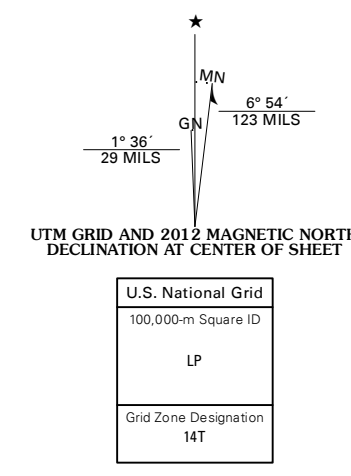 ★
MN
GN
6° 54´
123 MILS
1° 36´
29 MILS
UTM GRID AND 2012 MAGNETIC NORTH
DECLINATION AT CENTER OF SHEET
U.S. National Grid
100,000-m Square ID
LP
Grid Zone Designation
14T